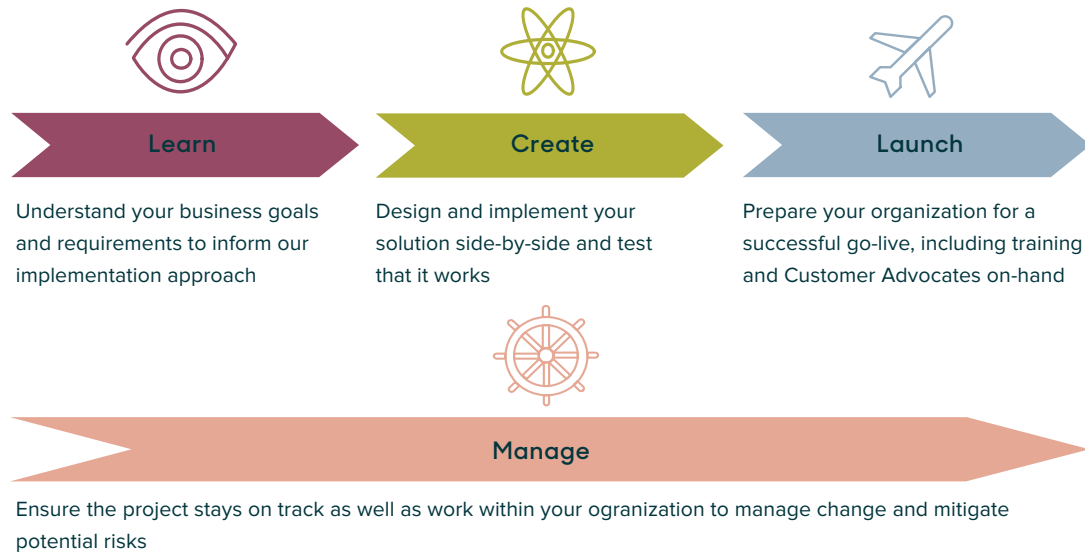 Learn
Understand your business goals
and requirements to inform our
implementation approach
Create
Design and implement your
solution side-by-side and test
that it works
Launch
Prepare your organization for a
successful go-live, including training
and Customer Advocates on-hand
Manage
Ensure the project stays on track as well as work within your ogranization to manage change and mitigate
potential risks